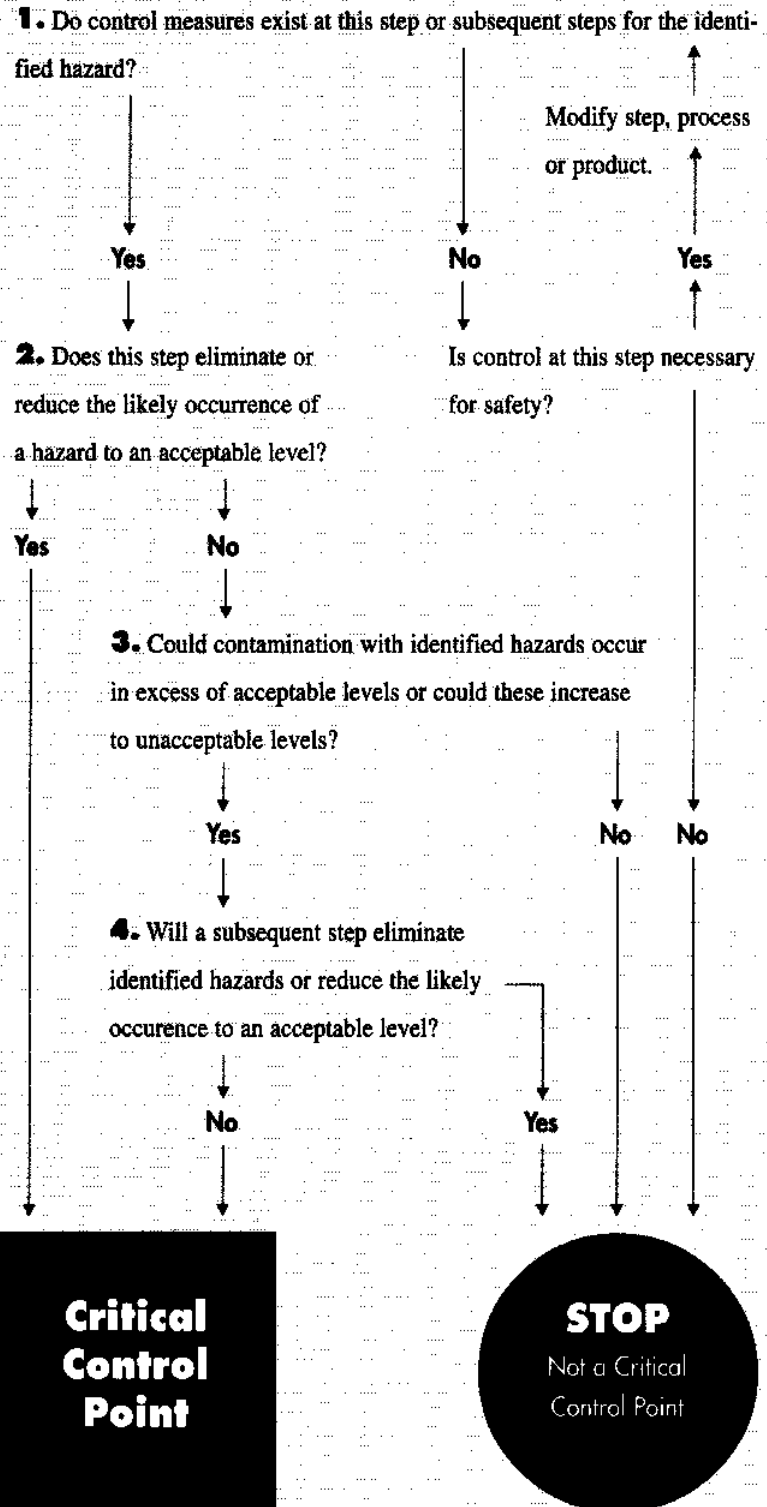 1. Do control measures exist at this step or subsequent steps for the identi-
fied hazard?
Modify step, process
or product.
Yes
No
Yes
2. Does this step eliminate or
reduce the likely occurrence of
a hazard to an acceptable level?
Is control at this step necessary
for safety?
Yes
No
3. Could contamination with identified hazards occur
in excess of acceptable levels or could these increase
to unacceptable levels?
Yes
No
No
4. Will a subsequent step eliminate
identified hazards or reduce the likely
occurence to an acceptable level?
No
Yes
Critical
Control
Point
STOP
Not a Critical
Control Point